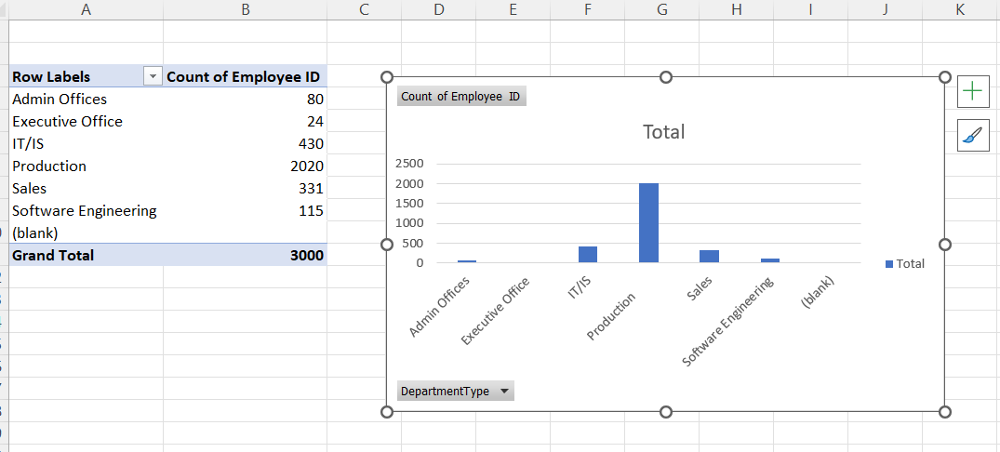 A B C D E F G H I J K
Row Labels Count of Employee ID
Admin Offices 80
Executive Office 24
IT/IS 430
Production 2020
Sales 331
Software Engineering 115
(blank)
Grand Total 3000
Count of Employee ID
Total
2500
2000
1500
1000
500
0
Admin Offices
Executive Office
IT/IS
Production
Sales
Software Engineering
(blank)
Total
DepartmentType